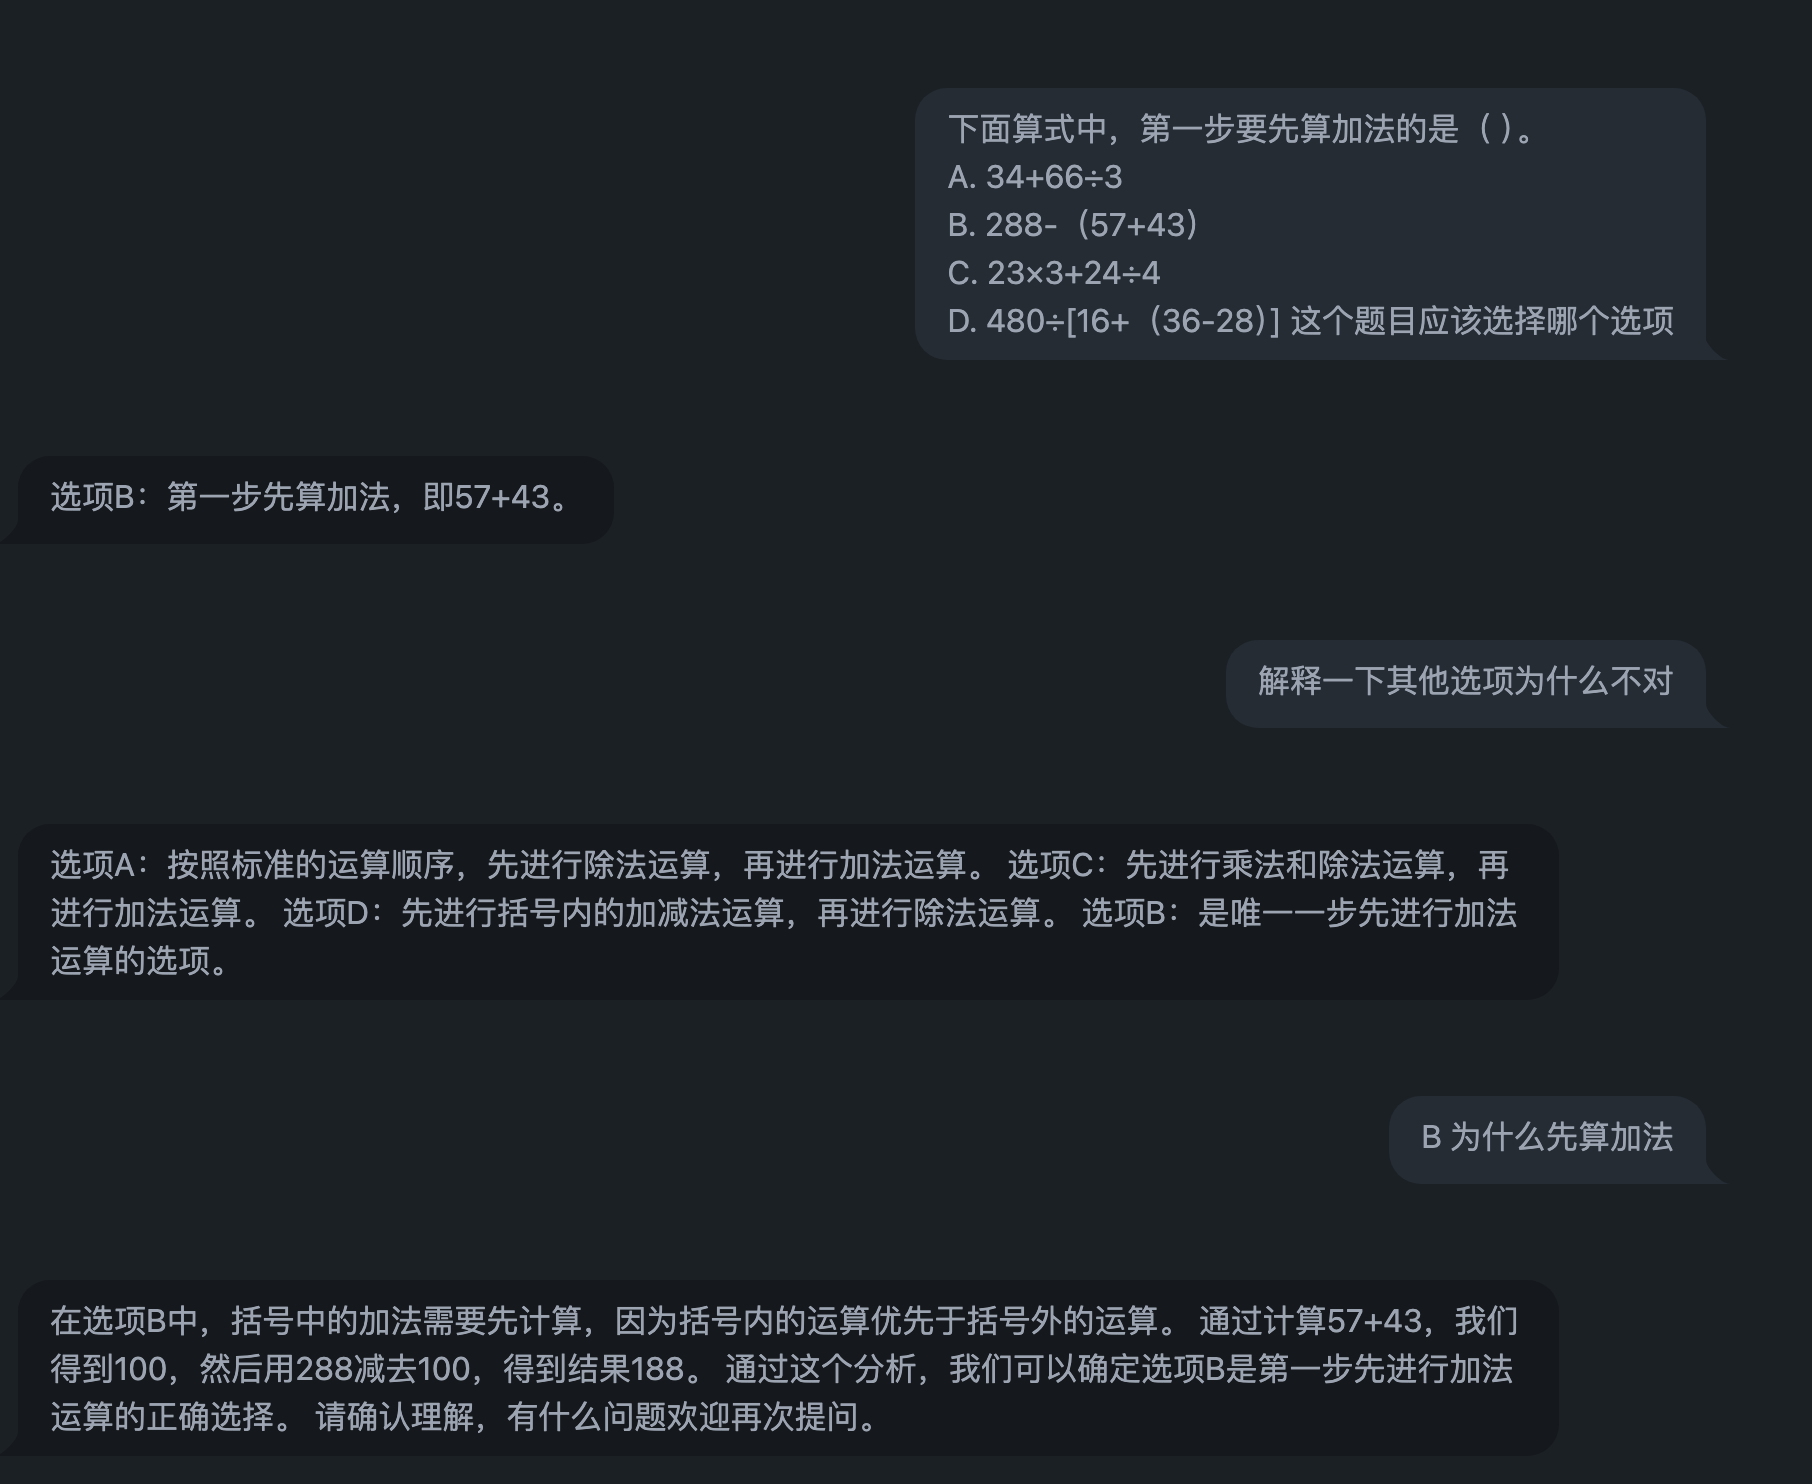 下面算式中，第一步要先算加法的是（ ）。
A. 34+66÷3
B. 288-（57+43）
C. 23×3+24÷4
D. 480÷[16+（36-28）] 这个题目应该选择哪个选项
选项B：第一步先算加法，即57+43。
解释一下其他选项为什么不对
选项A：按照标准的运算顺序，先进行除法运算，再进行加法运算。 选项C：先进行乘法和除法运算，再
进行加法运算。 选项D：先进行括号内的加减法运算，再进行除法运算。 选项B：是唯一一步先进行加法
运算的选项。
B 为什么先算加法
在选项B中，括号中的加法需要先计算，因为括号内的运算优先于括号外的运算。 通过计算57+43，我们
得到100，然后用288减去100，得到结果188。 通过这个分析，我们可以确定选项B是第一步先进行加法
运算的正确选择。 请确认理解，有什么问题欢迎再次提问。